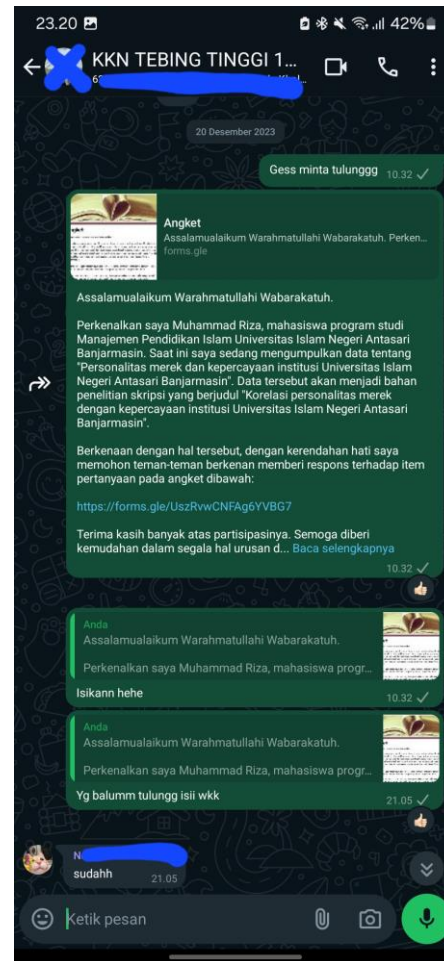 23.20
42%
KKN TEBING TINGGI 1...
20 Desember 2023
Gess minta tulunggg 10.32
Angket
Assalamualaikum Warahmatullahi Wabarakatuh. Perken...
forms.gle
Assalamualaikum Warahmatullahi Wabarakatuh.
Perkenalkan saya Muhammad Riza, mahasiswa program studi
Manajemen Pendidikan Islam Universitas Islam Negeri Antasari
Banjarmasin. Saat ini saya sedang mengumpulkan data tentang
"Personalitas merek dan kepercayaan institusi Universitas Islam
Negeri Antasari Banjarmasin". Data tersebut akan menjadi bahan
penelitian skripsi yang berjudul "Korelasi personalitas merek
dengan kepercayaan institusi Universitas Islam Negeri Antasari
Banjarmasin".
Berkenaan dengan hal tersebut, dengan kerendahan hati saya
memohon teman-teman berkenan memberi respons terhadap item
pertanyaan pada angket dibawah:
https://forms.gle/UszRvwCNFAg6YVBG7
Terima kasih banyak atas partisipasinya. Semoga diberi
kemudahan dalam segala hal urusan d... Baca selengkapnya
10.32
Anda
Assalamualaikum Warahmatullahi Wabarakatuh.
Perkenalkan saya Muhammad Riza, mahasiswa progr...
Isikann hehe 10.32
Anda
Assalamualaikum Warahmatullahi Wabarakatuh.
Perkenalkan saya Muhammad Riza, mahasiswa progr...
Yg balumm tulungg isii wkk 21.05
sudahh 21.05
Ketik pesan